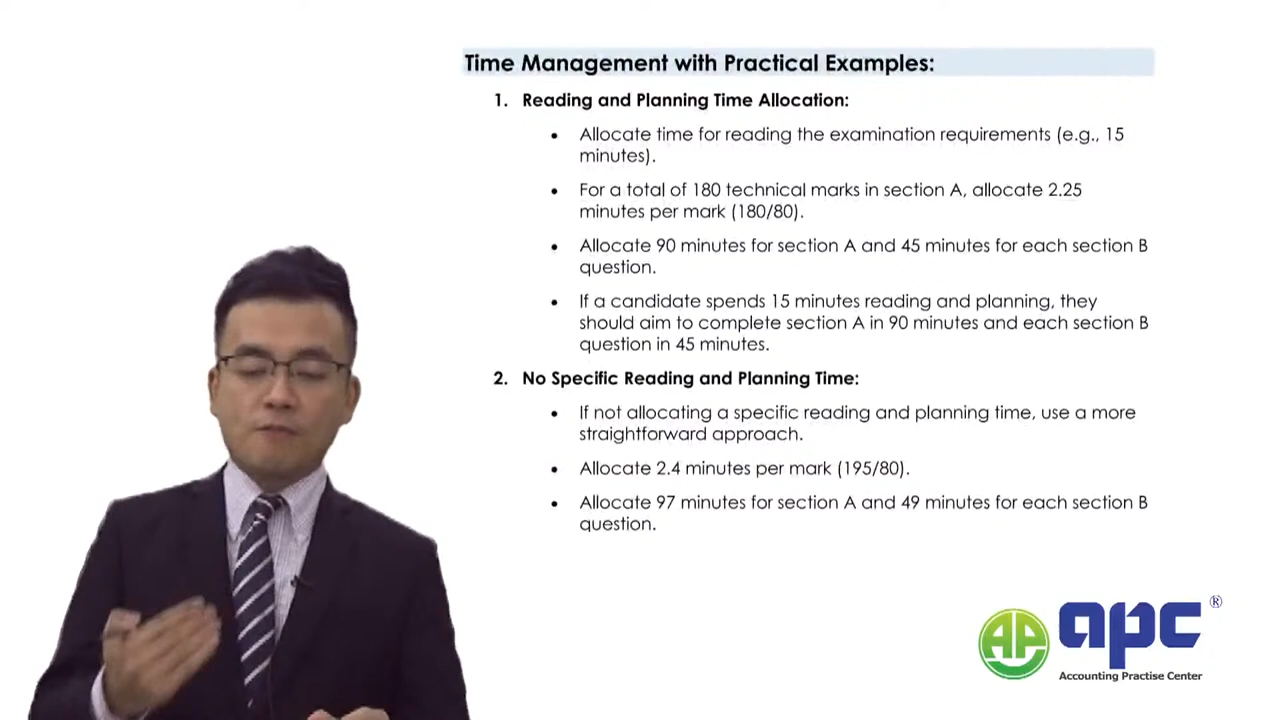 Time Management with Practical Examples:
1. Reading and Planning Time Allocation:
• Allocate time for reading the examination requirements (e.g., 15
minutes).
• For a total of 180 technical marks in section A, allocate 2.25
minutes per mark (180/80).
• Allocate 90 minutes for section A and 45 minutes for each section B
question.
• If a candidate spends 15 minutes reading and planning, they
should aim to complete section A in 90 minutes and each section B
question in 45 minutes.
2. No Specific Reading and Planning Time:
• If not allocating a specific reading and planning time, use a more
straightforward approach.
• Allocate 2.4 minutes per mark (195/80).
• Allocate 97 minutes for section A and 49 minutes for each section B
question.
AP apc ®
Accounting Practise Center